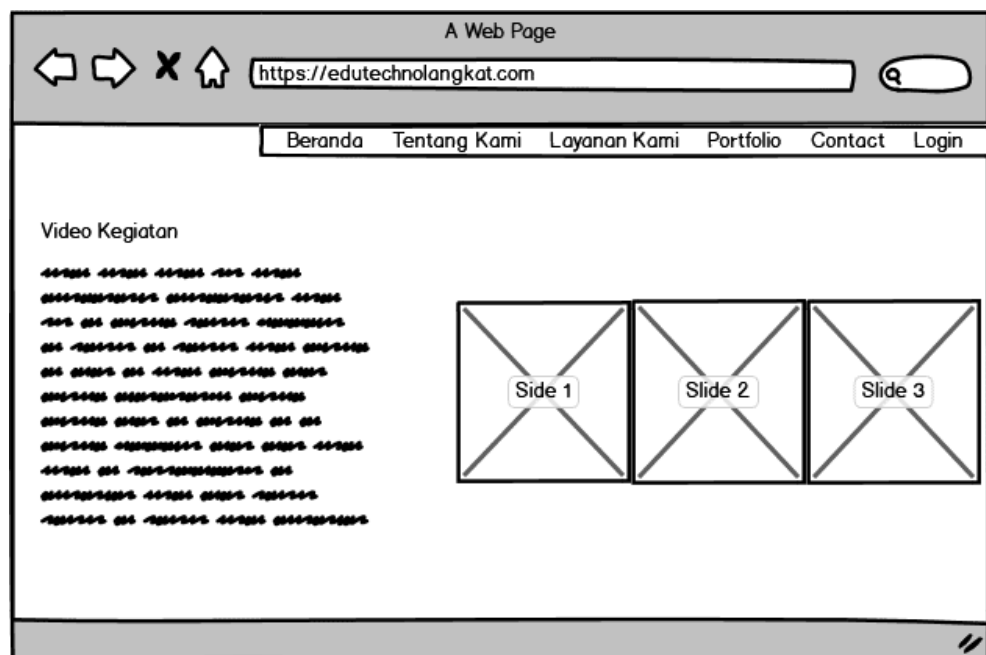 A Web Page
https://edutechnolangkat.com
Beranda Tentang Kami Layanan Kami Portfolio Contact Login
Video Kegiatan
Side 1 Slide 2 Slide 3